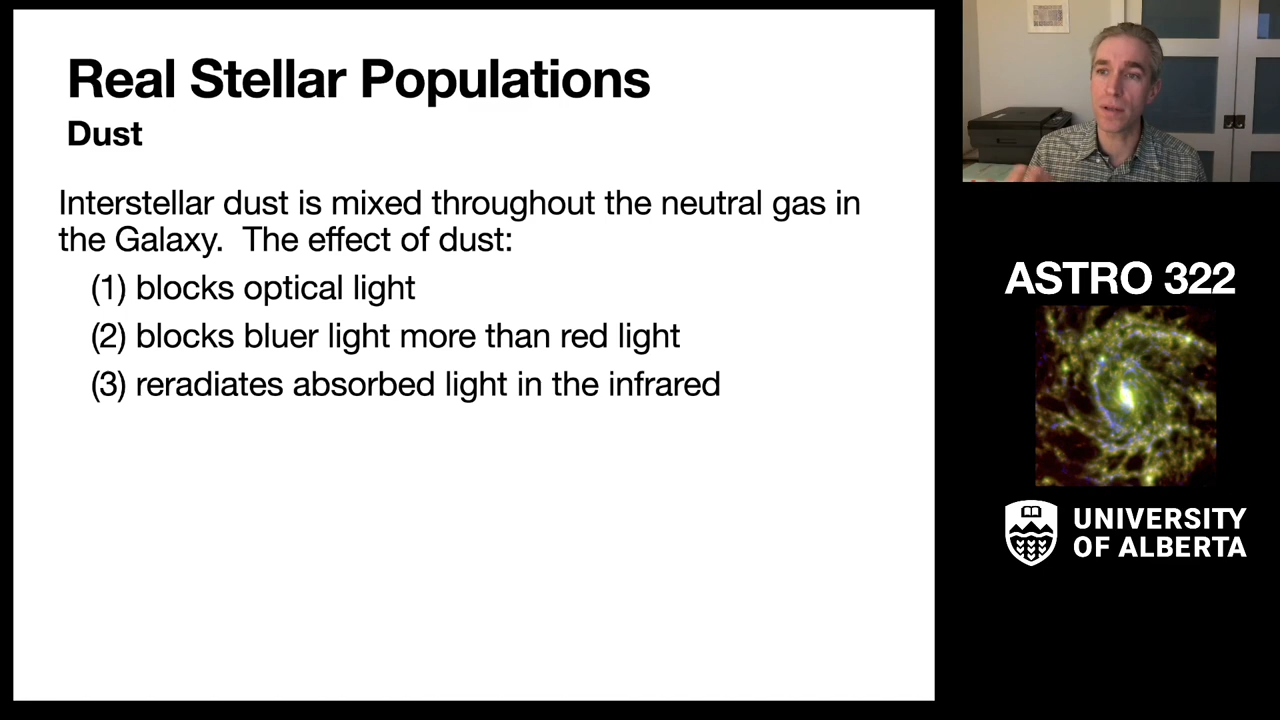 Real Stellar Populations
Dust
Interstellar dust is mixed throughout the neutral gas in
the Galaxy.  The effect of dust:
(1) blocks optical light
(2) blocks bluer light more than red light
(3) reradiates absorbed light in the infrared
ASTRO 322
UNIVERSITY
OF ALBERTA